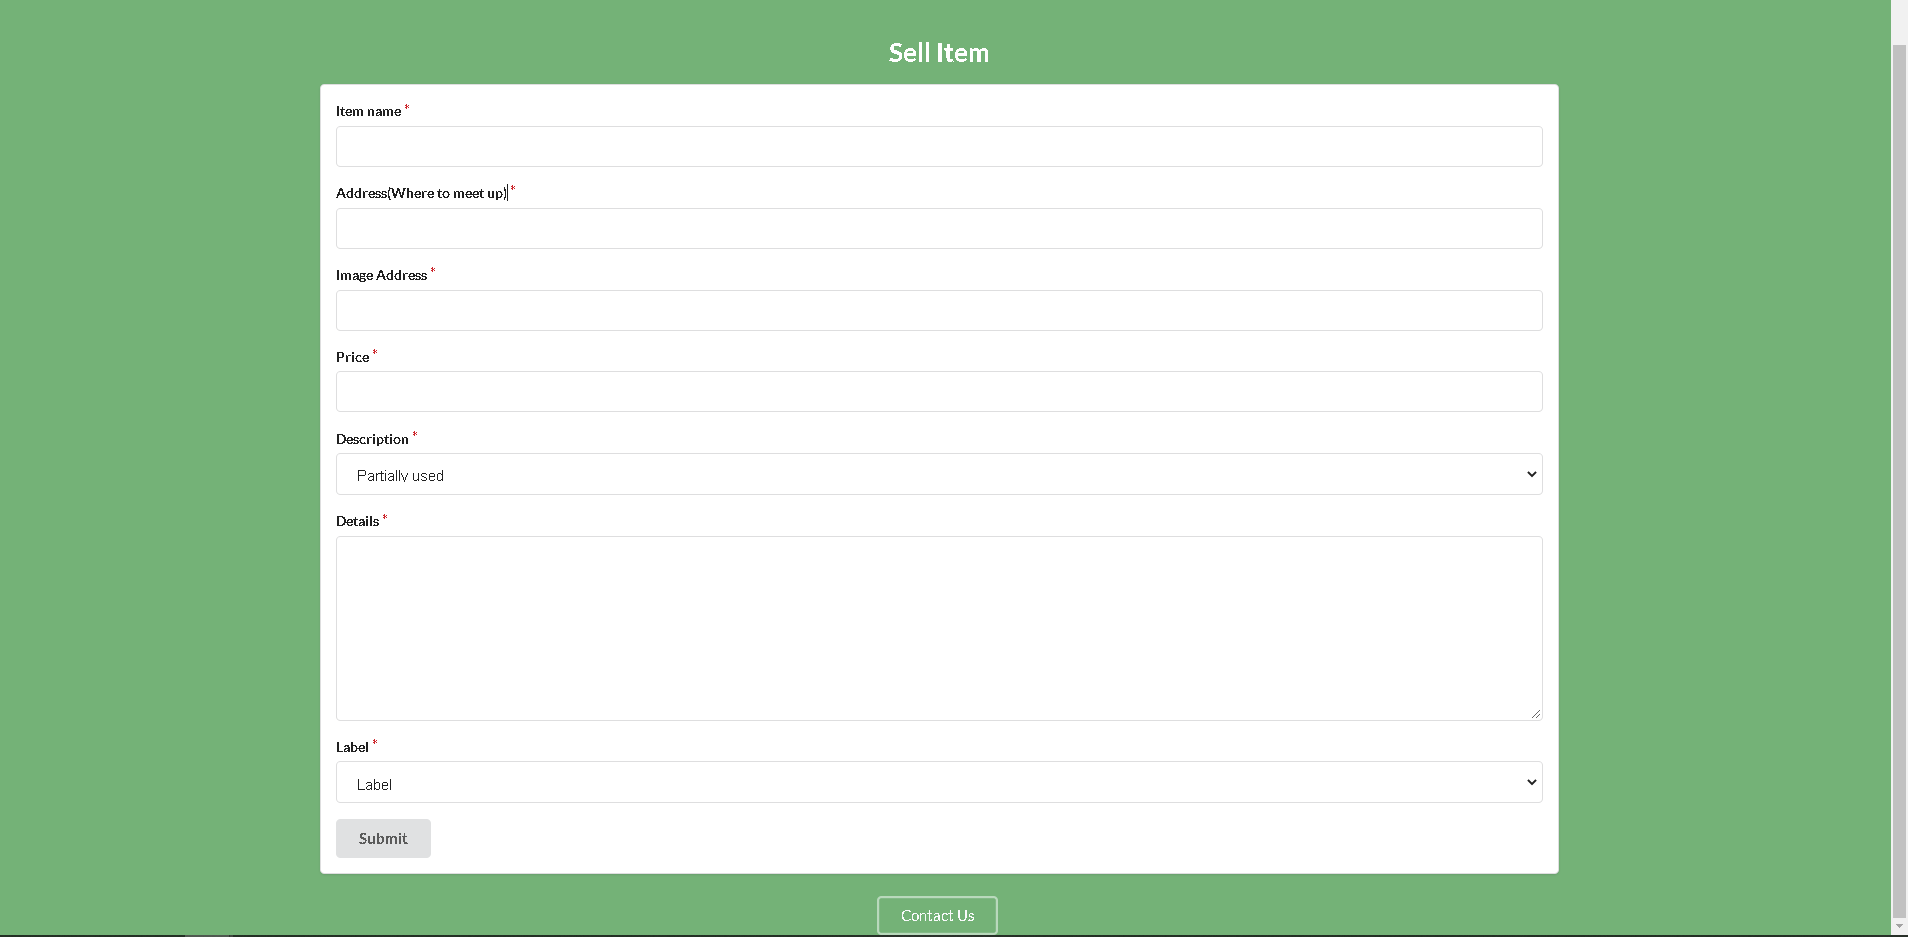 Sell Item
Item name *
Address(Where to meet up) *
Image Address *
Price *
Description *
Partially used
Details *
Label *
Label
Submit
Contact Us